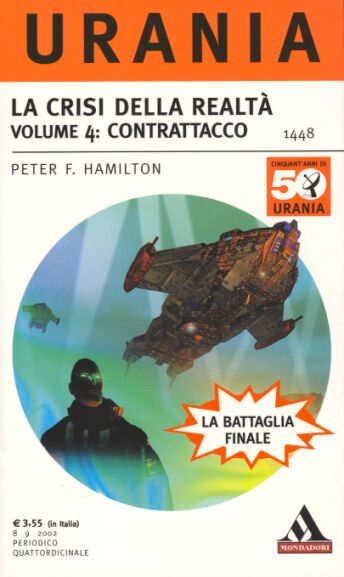 URANIA
LA CRISI DELLA REALTÀ
VOLUME 4: CONTRATTACCO 1448
PETER F. HAMILTON
CINQUANT'ANNI DI
50
URANIA
LA BATTAGLIA
FINALE
€ 3,55 (in Italia)
8 9 2002
PERIODICO
QUATTORDICINALE
MONDADORI